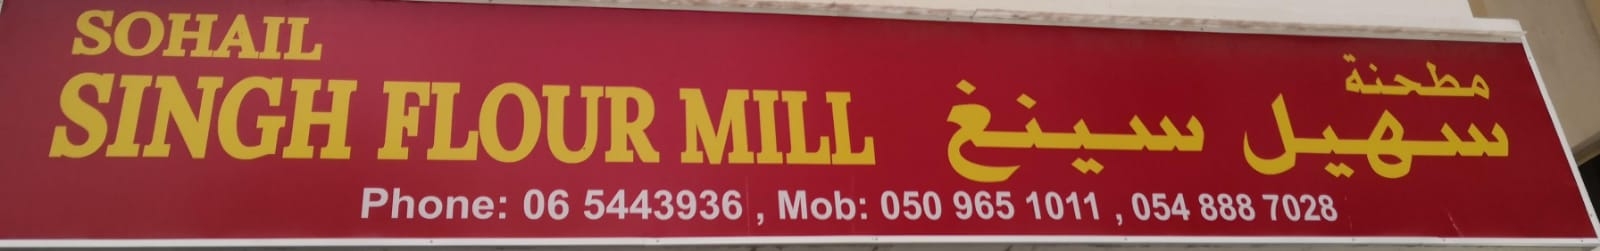 SOHAIL
SINGH FLOUR MILL
مطحنة
سهيل سينغ
Phone: 06 5443936 , Mob: 050 965 1011 , 054 888 7028